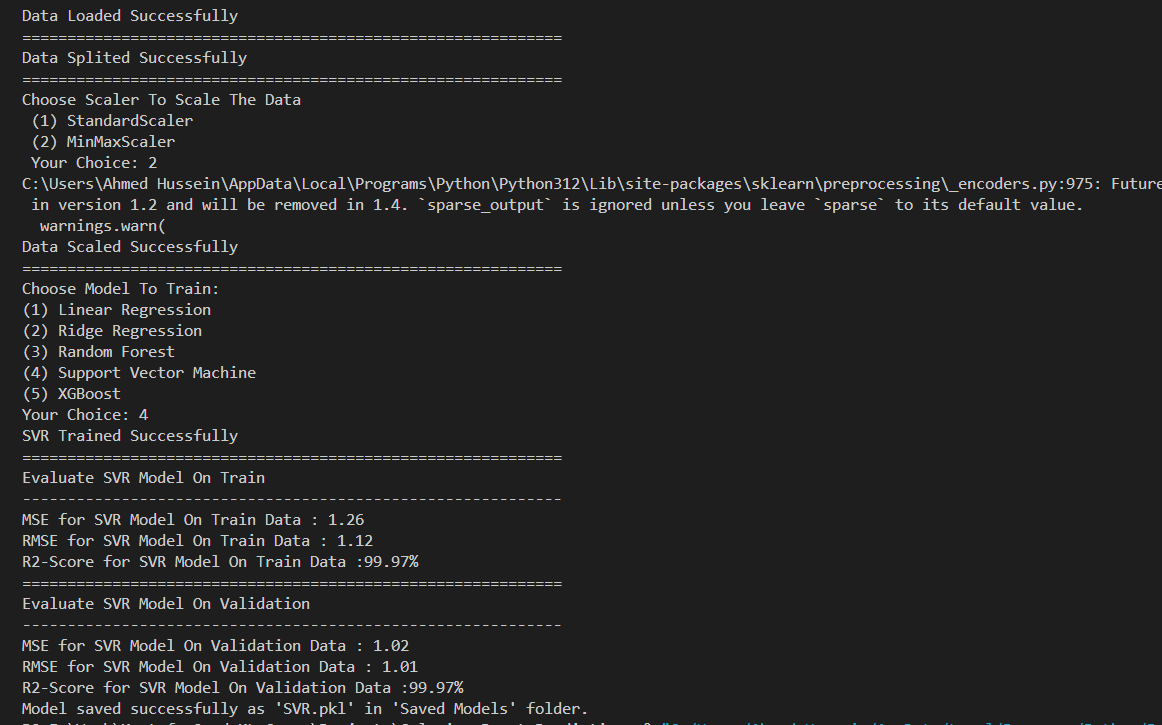 Data Loaded Successfully
============================================================
Data Splited Successfully
============================================================
Choose Scaler To Scale The Data
(1) StandardScaler
(2) MinMaxScaler
Your Choice: 2
C:\Users\Ahmed Hussein\AppData\Local\Programs\Python\Python312\Lib\site-packages\sklearn\preprocessing\_encoders.py:975: Future
in version 1.2 and will be removed in 1.4. `sparse_output` is ignored unless you leave `sparse` to its default value.
warnings.warn(
Data Scaled Successfully
============================================================
Choose Model To Train:
(1) Linear Regression
(2) Ridge Regression
(3) Random Forest
(4) Support Vector Machine
(5) XGBoost
Your Choice: 4
SVR Trained Successfully
============================================================
Evaluate SVR Model On Train
------------------------------------------------------------
MSE for SVR Model On Train Data : 1.26
RMSE for SVR Model On Train Data : 1.12
R2-Score for SVR Model On Train Data :99.97%
============================================================
Evaluate SVR Model On Validation
------------------------------------------------------------
MSE for SVR Model On Validation Data : 1.02
RMSE for SVR Model On Validation Data : 1.01
R2-Score for SVR Model On Validation Data :99.97%
Model saved successfully as 'SVR.pkl' in 'Saved Models' folder.